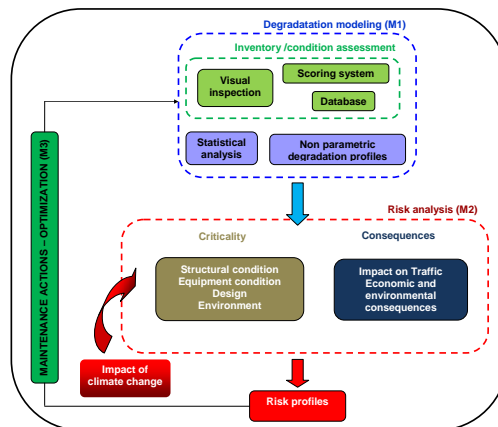 Degradatation modeling (M1)
Inventory /condition assessment
Visual
inspection
Scoring system
Database
Statistical
analysis
Non parametric
degradation profiles
MAINTENANCE ACTIONS – OPTIMIZATION (M3)
Risk analysis (M2)
Criticality
Consequences
Structural condition
Equipment condition
Design
Environment
Impact on Traffic
Economic and
environmental
consequences
Impact of
climate change
Risk profiles